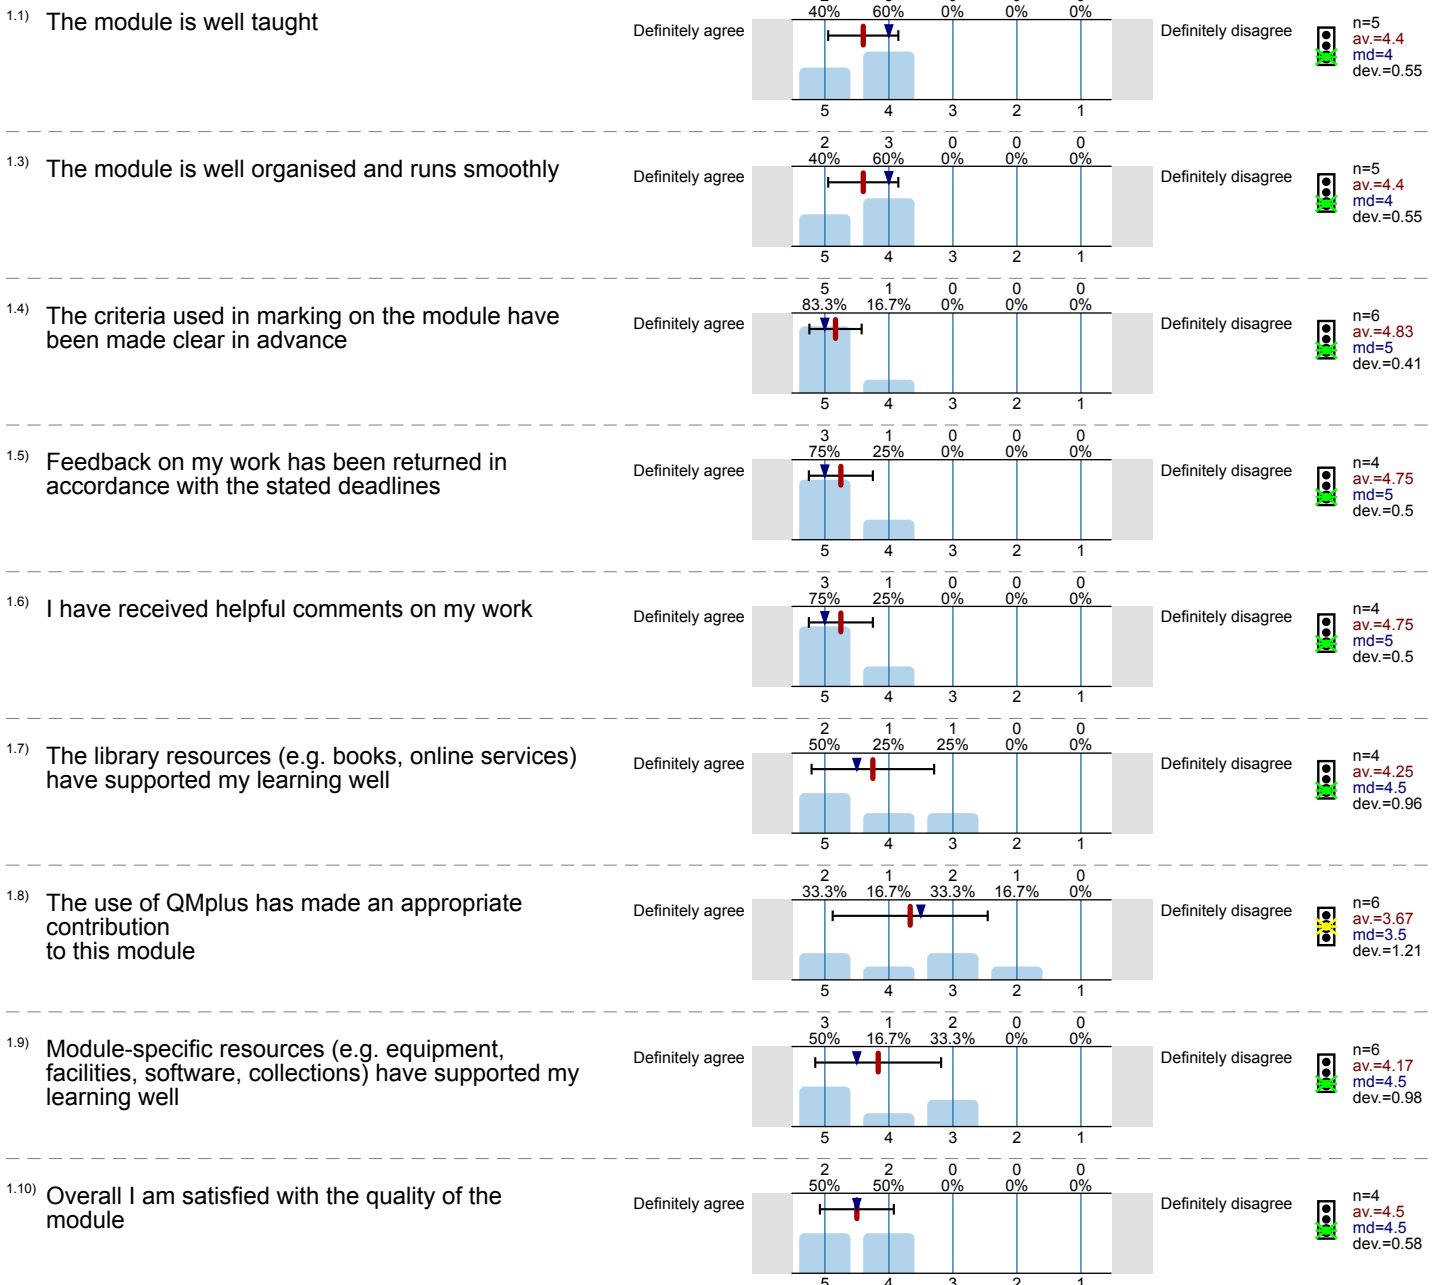 1.1) The module is well taught
Definitely agree
40% 60% 0% 0% 0%
5 4 3 2 1
Definitely disagree
n=5
av.=4.4
md=4
dev.=0.55
1.3) The module is well organised and runs smoothly
Definitely agree
2 3 0 0 0
40% 60% 0% 0% 0%
5 4 3 2 1
Definitely disagree
n=5
av.=4.4
md=4
dev.=0.55
1.4) The criteria used in marking on the module have
been made clear in advance
Definitely agree
5 1 0 0 0
83.3% 16.7% 0% 0% 0%
5 4 3 2 1
Definitely disagree
n=6
av.=4.83
md=5
dev.=0.41
1.5) Feedback on my work has been returned in
accordance with the stated deadlines
Definitely agree
3 1 0 0 0
75% 25% 0% 0% 0%
5 4 3 2 1
Definitely disagree
n=4
av.=4.75
md=5
dev.=0.5
1.6) I have received helpful comments on my work
Definitely agree
3 1 0 0 0
75% 25% 0% 0% 0%
5 4 3 2 1
Definitely disagree
n=4
av.=4.75
md=5
dev.=0.5
1.7) The library resources (e.g. books, online services)
have supported my learning well
Definitely agree
2 1 1 0 0
50% 25% 25% 0% 0%
5 4 3 2 1
Definitely disagree
n=4
av.=4.25
md=4.5
dev.=0.96
1.8) The use of QMplus has made an appropriate
contribution
to this module
Definitely agree
2 1 2 1 0
33.3% 16.7% 33.3% 16.7% 0%
5 4 3 2 1
Definitely disagree
n=6
av.=3.67
md=3.5
dev.=1.21
1.9) Module-specific resources (e.g. equipment,
facilities, software, collections) have supported my
learning well
Definitely agree
3 1 2 0 0
50% 16.7% 33.3% 0% 0%
5 4 3 2 1
Definitely disagree
n=6
av.=4.17
md=4.5
dev.=0.98
1.10) Overall I am satisfied with the quality of the
module
Definitely agree
2 2 0 0 0
50% 50% 0% 0% 0%
5 4 3 2 1
Definitely disagree
n=4
av.=4.5
md=4.5
dev.=0.58